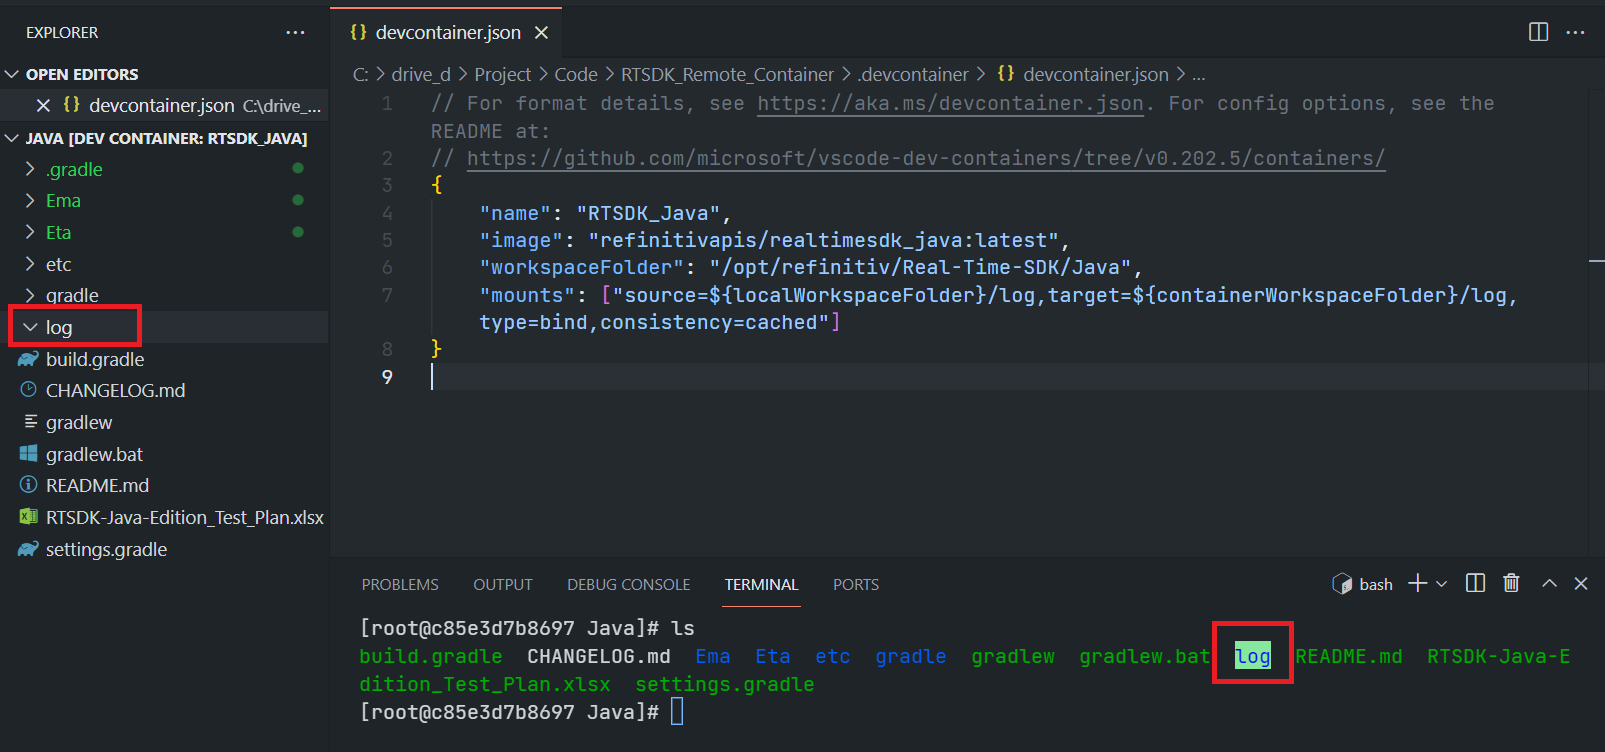 EXPLORER
OPEN EDITORS
devcontainer.json C:\drive_...
JAVA [DEV CONTAINER: RTSDK_JAVA]
.gradle
Ema
Eta
etc
gradle
log
build.gradle
CHANGELOG.md
gradlew
gradlew.bat
README.md
RTSDK-Java-Edition_Test_Plan.xlsx
settings.gradle
{} devcontainer.json
C: > drive_d > Project > Code > RTSDK_Remote_Container > .devcontainer > {} devcontainer.json > ...
1 // For format details, see https://aka.ms/devcontainer.json. For config options, see the
README at:
2 // https://github.com/microsoft/vscode-dev-containers/tree/v0.202.5/containers/
3 {
4 "name": "RTSDK_Java",
5 "image": "refinitivapis/realtimesdk_java:latest",
6 "workspaceFolder": "/opt/refinitiv/Real-Time-SDK/Java",
7 "mounts": ["source=${localWorkspaceFolder}/log,target=${containerWorkspaceFolder}/log,
type=bind,consistency=cached"]
8 }
9
PROBLEMS OUTPUT DEBUG CONSOLE TERMINAL PORTS bash
[root@c85e3d7b8697 Java]# ls
build.gradle CHANGELOG.md Ema Eta etc gradle gradlew gradlew.bat log README.md RTSDK-Java-E
dition_Test_Plan.xlsx settings.gradle
[root@c85e3d7b8697 Java]#